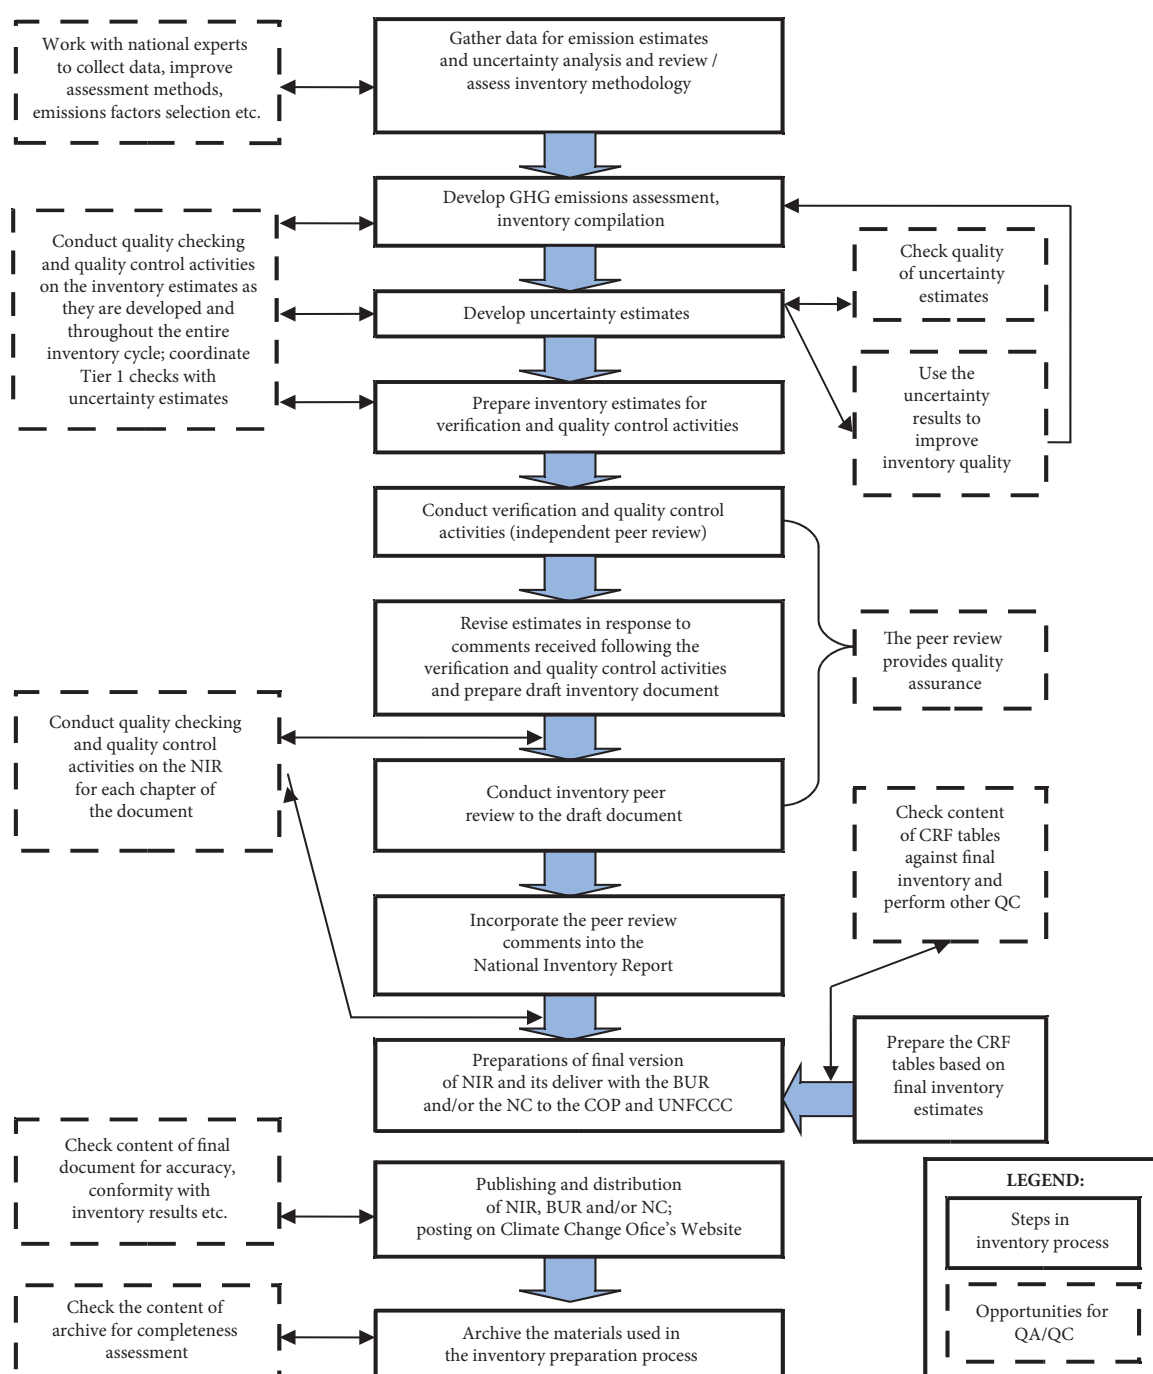 Work with national experts
to collect data, improve
assessment methods,
emissions factors selection etc.
Gather data for emission estimates
and uncertainty analysis and review /
assess inventory methodology
Develop GHG emissions assessment,
inventory compilation
Conduct quality checking
and quality control activities
on the inventory estimates as
they are developed and
throughout the entire
inventory cycle; coordinate
Tier 1 checks with
uncertainty estimates
Check quality
of uncertainty
estimates
Develop uncertainty estimates
Use the
uncertainty
results to
improve
inventory quality
Prepare inventory estimates for
verification and quality control activities
Conduct verification and quality control
activities (independent peer review)
Revise estimates in response to
comments received following the
verification and quality control activities
and prepare draft inventory document
The peer review
provides quality
assurance
Conduct quality checking
and quality control
activities on the NIR
for each chapter of
the document
Conduct inventory peer
review to the draft document
Check content
of CRF tables
against final
inventory and
perform other QC
Incorporate the peer review
comments into the
National Inventory Report
Preparations of final version
of NIR and its deliver with the BUR
and/or the NC to the COP and UNFCCC
Prepare the CRF
tables based on
final inventory
estimates
Check content of final
document for accuracy,
conformity with
inventory results etc.
Publishing and distribution
of NIR, BUR and/or NC;
posting on Climate Change Ofice's Website
Check the content of
archive for completeness
assessment
Archive the materials used in
the inventory preparation process
LEGEND:
Steps in
inventory process
Opportunities for
QA/QC